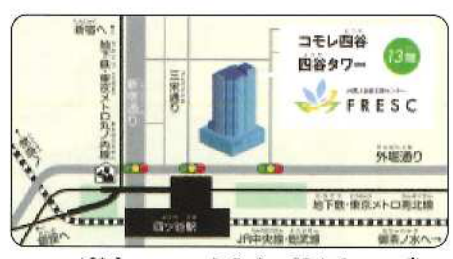 コモレ四谷
四谷タワー
13階
FRESC
新宿へ
地下鉄・東京メトロ丸ノ内線
新宿通り
三栄通り
外堀通り
地下鉄・東京メトロ南北線
四ツ谷駅
JR中央線・総武線
御茶ノ水へ→